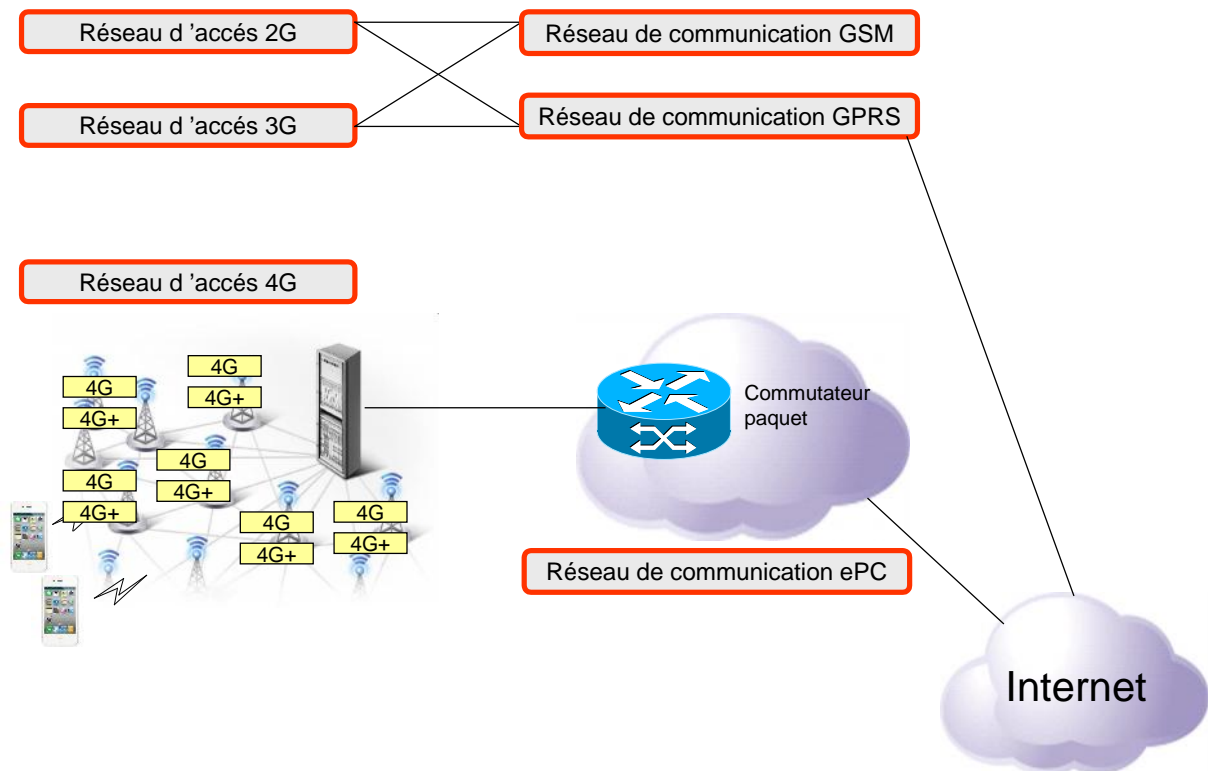 Réseau d ’accés 2G
Réseau de communication GSM
Réseau d ’accés 3G
Réseau de communication GPRS
Réseau d ’accés 4G
4G
4G+
4G
4G+
4G
4G+
4G
4G+
4G
4G+
4G
4G+
Commutateur
paquet
Réseau de communication ePC
Internet